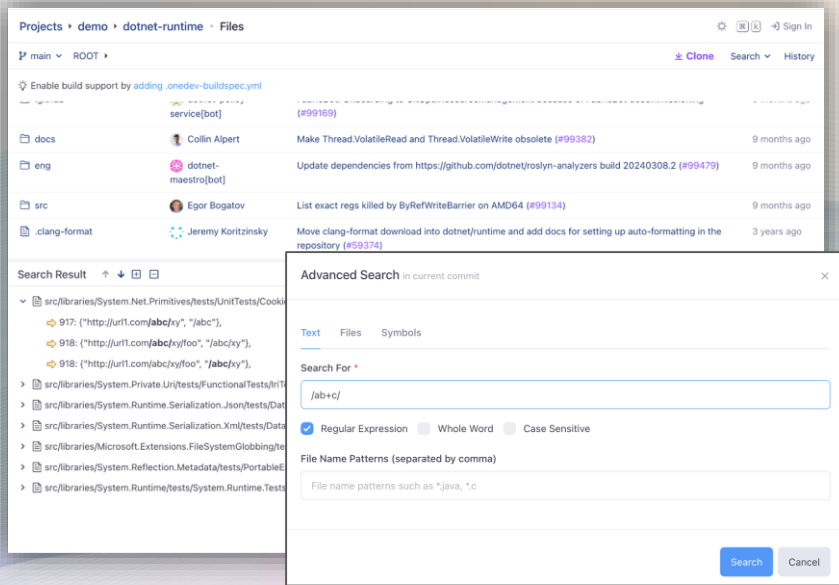 Projects › demo › dotnet-runtime · Files
⌘ k Sign In
main ROOT
Clone Search History
Enable build support by adding .onedev-buildspec.yml
service[bot] (#99169)
docs Collin Alpert Make Thread.VolatileRead and Thread.VolatileWrite obsolete (#99382) 9 months ago
eng dotnet-maestro[bot] Update dependencies from https://github.com/dotnet/roslyn-analyzers build 20240308.2 (#99479) 9 months ago
src Egor Bogatov List exact regs killed by ByRefWriteBarrier on AMD64 (#99134) 9 months ago
.clang-format Jeremy Koritzinsky Move clang-format download into dotnet/runtime and add docs for setting up auto-formatting in the 3 years ago
repository (#59374)
Search Result
src/libraries/System.Net.Primitives/tests/UnitTests/Cooki
917: {"http://url1.com/abc/xy", "/abc"},
918: {"http://url1.com/abc/xy/foo", "/abc/xy"},
918: {"http://url1.com/abc/xy/foo", "/abc/xy"},
src/libraries/System.Private.Uri/tests/FunctionalTests/IriT
src/libraries/System.Runtime.Serialization.Json/tests/Dat
src/libraries/System.Runtime.Serialization.Xml/tests/Data
src/libraries/Microsoft.Extensions.FileSystemGlobbing/te
src/libraries/System.Reflection.Metadata/tests/PortableE
src/libraries/System.Runtime/tests/System.Runtime.Tests
Advanced Search in current commit
Text Files Symbols
Search For *
/ab+c/
Regular Expression Whole Word Case Sensitive
File Name Patterns (separated by comma)
File name patterns such as *.java, *.c
Search Cancel